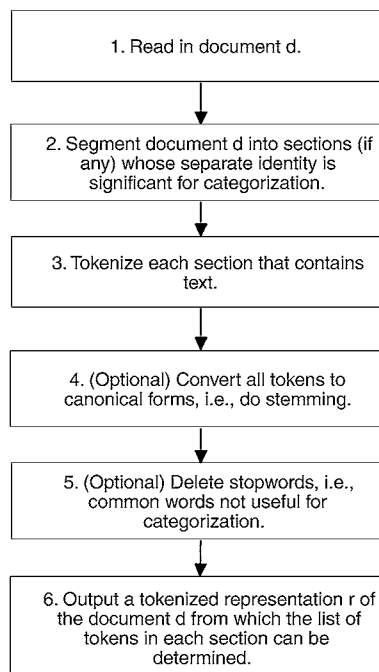 1. Read in document d.
2. Segment document d into sections (if
any) whose separate identity is
significant for categorization.
3. Tokenize each section that contains
text.
4. (Optional) Convert all tokens to
canonical forms, i.e., do stemming.
5. (Optional) Delete stopwords, i.e.,
common words not useful for
categorization.
6. Output a tokenized representation r of
the document d from which the list of
tokens in each section can be
determined.